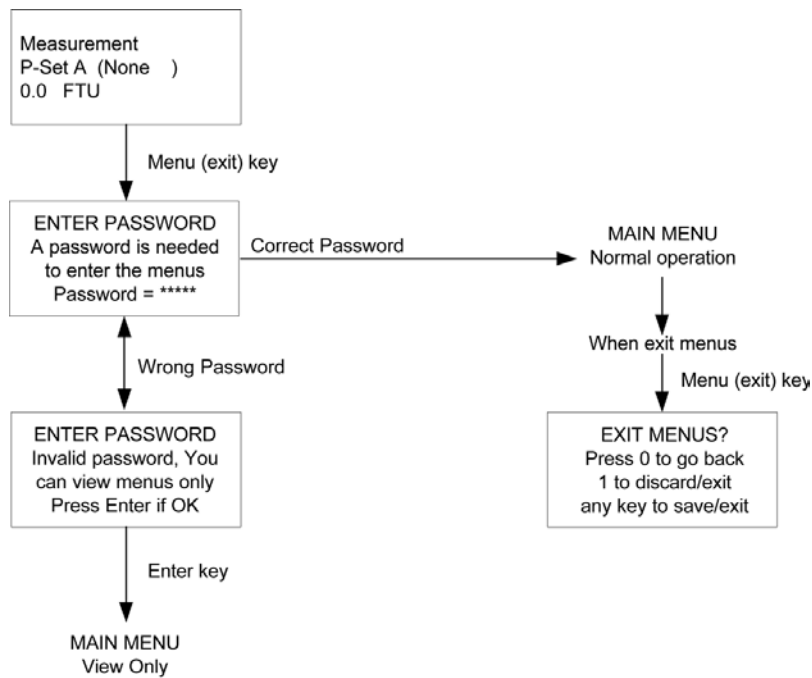 Measurement
P-Set A (None )
0.0 FTU
Menu (exit) key
ENTER PASSWORD
A password is needed
to enter the menus
Password = *****
Correct Password
MAIN MENU
Normal operation
When exit menus
Menu (exit) key
EXIT MENUS?
Press 0 to go back
1 to discard/exit
any key to save/exit
Wrong Password
ENTER PASSWORD
Invalid password, You
can view menus only
Press Enter if OK
Enter key
MAIN MENU
View Only